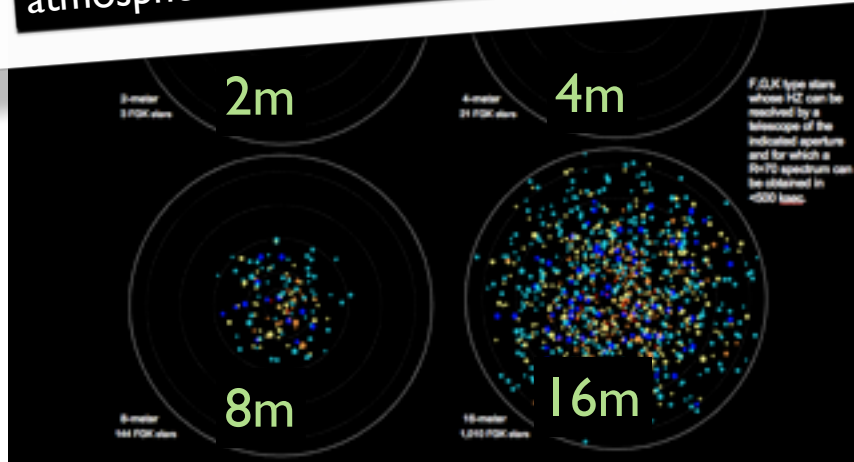 2m
4m
2-meter
3 FGK stars
4-meter
21 FGK stars
F,G,K type stars
whose HZ can be
resolved by a
telescope of the
indicated aperture
and for which a
R=70 spectrum can
be obtained in
<500 ksec.
8m
16m
8-meter
144 FGK stars
16-meter
1,010 FGK stars